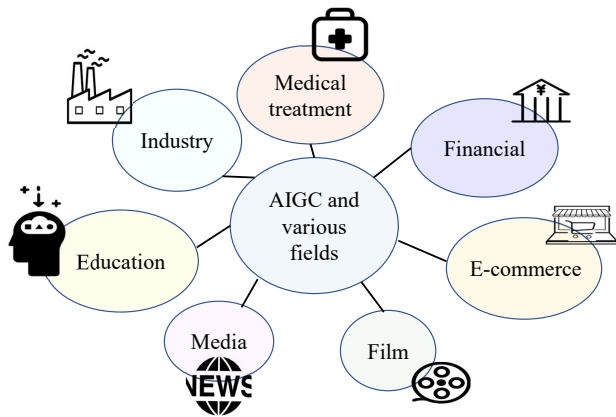 Medical
treatment
¥
Industry
Financial
AIGC and
various
fields
Education
E-commerce
Media
Film
NEWS